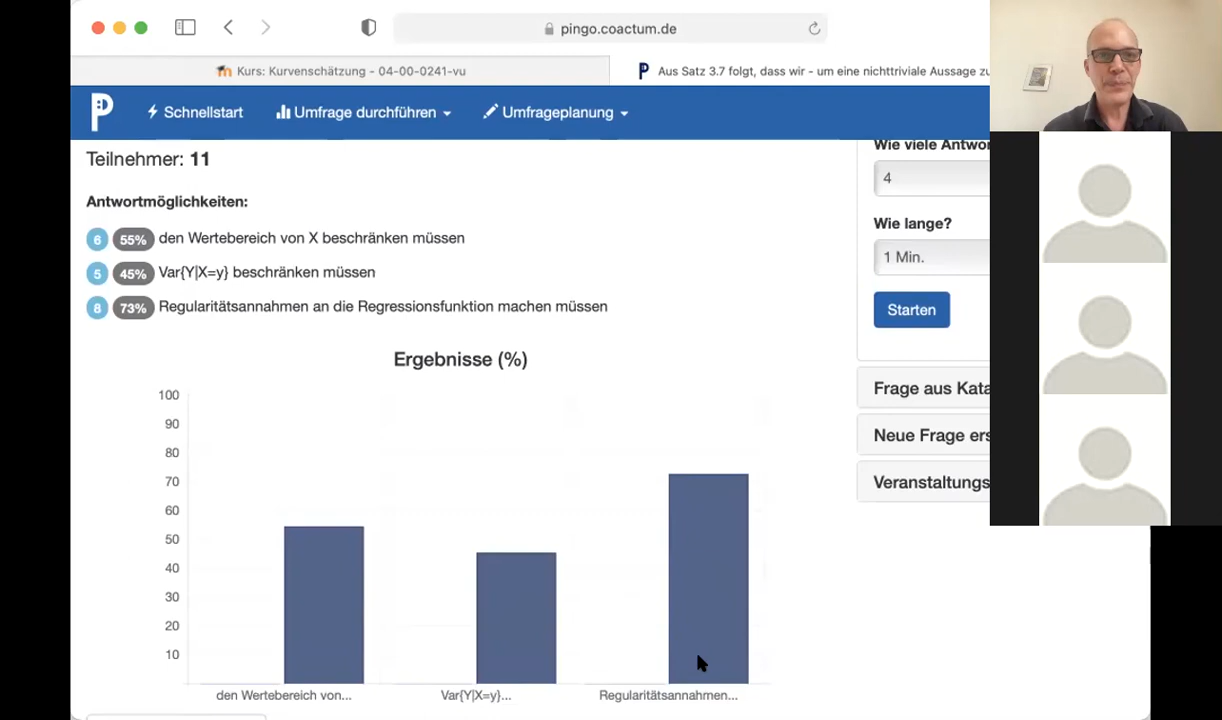 pingo.coactum.de
Kurs: Kurvenschätzung - 04-00-0241-vu
Aus Satz 3.7 folgt, dass wir - um eine nichttriviale Aussage zu
Schnellstart
Umfrage durchführen
Umfrageplanung
Teilnehmer: 11
Antwortmöglichkeiten:
6 55% den Wertebereich von X beschränken müssen
5 45% Var{Y|X=y} beschränken müssen
8 73% Regularitätsannahmen an die Regressionsfunktion machen müssen
Ergebnisse (%)
100
90
80
70
60
50
40
30
20
10
den Wertebereich von...
Var{Y|X=y}...
Regularitätsannahmen...
Wie viele Antwor
4
Wie lange?
1 Min.
Starten
Frage aus Kata
Neue Frage ers
Veranstaltungs